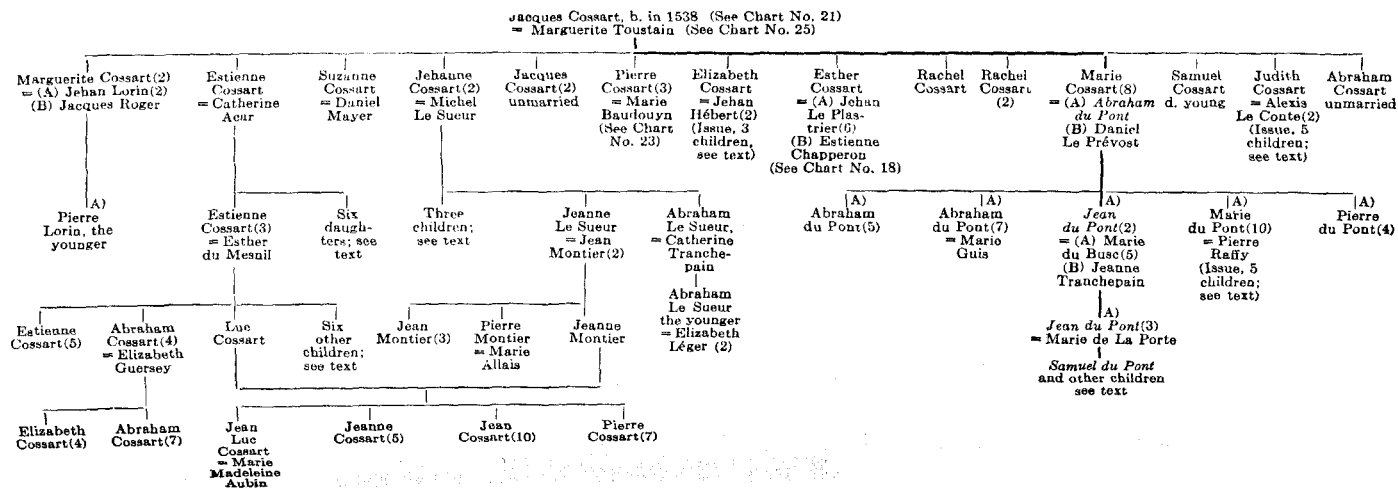 Jacques Cossart, b. in 1538 (See Chart No. 21)
= Marguerite Toustain (See Chart No. 25)
Marguerite Cossart(2)
= (A) Jehan Lorin(2)
(B) Jacques Roger
Estienne
Cossart
= Catherine
Acar
Suzanne
Cossart
= Daniel
Mayer
Jehanne
Cossart(2)
= Michel
Le Sueur
Jacques
Cossart(2)
unmarried
Pierre
Cossart(3)
= Marie
Baudouyn
(See Chart
No. 23)
Elizabeth
Cossart
= Jehan
Hébert(2)
(Issue, 3
children,
see text)
Esther
Cossart
= (A) Jehan
Le Plas-
trier(6)
(B) Estienne
Chapperon
(See Chart No. 18)
Rachel
Cossart
Rachel
Cossart
(2)
Marie
Cossart(8)
= (A) Abraham
du Pont
(B) Daniel
Le Prévost
Samuel
Cossart
d. young
Judith
Cossart
= Alexis
Le Conte(2)
(Issue, 5
children;
see text)
Abraham
Cossart
unmarried
A)
Pierre
Lorin, the
younger
Estienne
Cossart(3)
= Esther
du Mesnil
Six
daugh-
ters; see
text
Three
children;
see text
Jeanne
Le Sueur
= Jean
Montier(2)
Abraham
Le Sueur,
= Catherine
Tranche-
pain
Abraham
Le Sueur
the younger
= Elizabeth
Léger (2)
A)
Abraham
du Pont(5)
A)
Abraham
du Pont(7)
= Marie
Guis
A)
Jean
du Pont(2)
= (A) Marie
du Busc(5)
(B) Jeanne
Tranchepain
A)
Marie
du Pont(10)
= Pierre
Raffy
(Issue, 5
children;
see text)
A)
Pierre
du Pont(4)
A)
Jean du Pont(3)
= Marie de La Porte
Samuel du Pont
and other children
see text
Estienne
Cossart(5)
Abraham
Cossart(4)
= Elizabeth
Guersey
Luc
Cossart
Six
other
children;
see text
Jean
Montier(3)
Pierre
Montier
= Marie
Allais
Jeanne
Montier
Elizabeth
Cossart(4)
Abraham
Cossart(7)
Jean
Luc
Cossart
= Marie
Madeleine
Aubin
Jeanne
Cossart(5)
Jean
Cossart(10)
Pierre
Cossart(7)